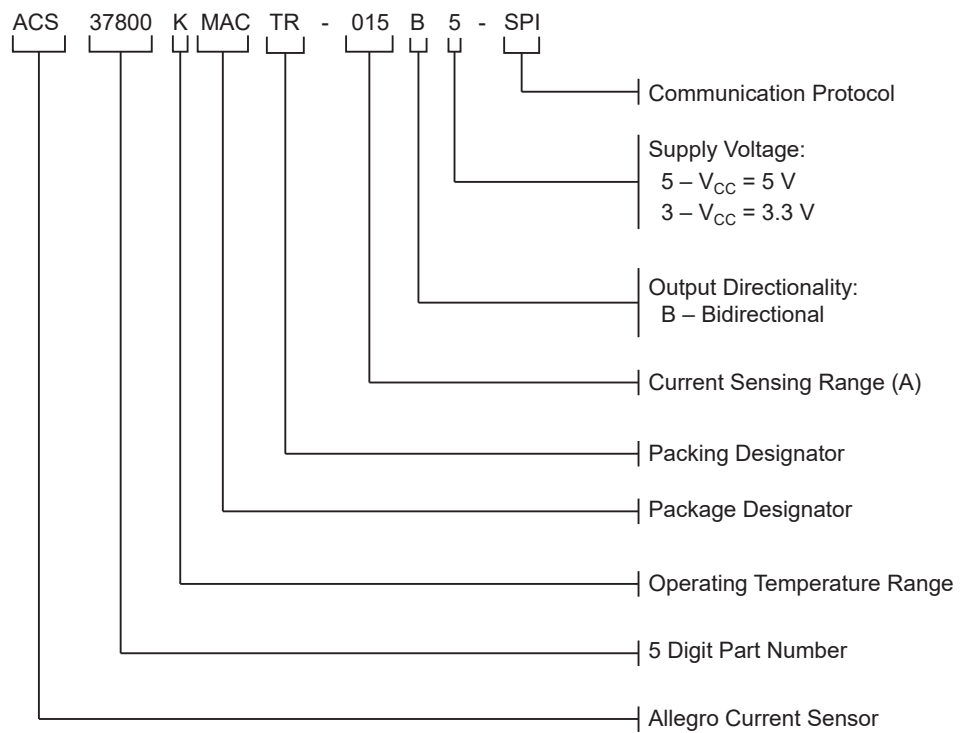 ACS 37800 K MAC TR - 015 B 5 - SPI
Communication Protocol
Supply Voltage:
5 – VCC = 5 V
3 – VCC = 3.3 V
Output Directionality:
B – Bidirectional
Current Sensing Range (A)
Packing Designator
Package Designator
Operating Temperature Range
5 Digit Part Number
Allegro Current Sensor